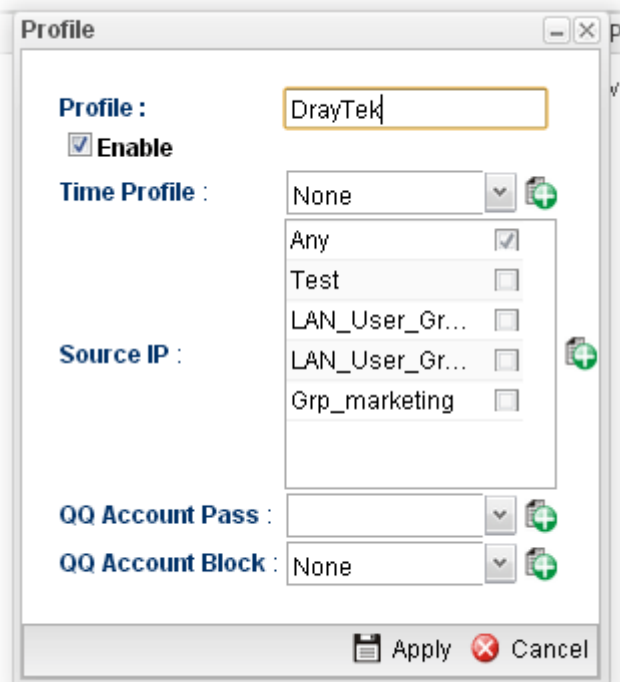 Profile
Profile :
DrayTek
Enable
Time Profile :
None
Any
Test
LAN_User_Gr...
Source IP :
LAN_User_Gr...
Grp_marketing
QQ Account Pass :
QQ Account Block :
None
Apply
Cancel